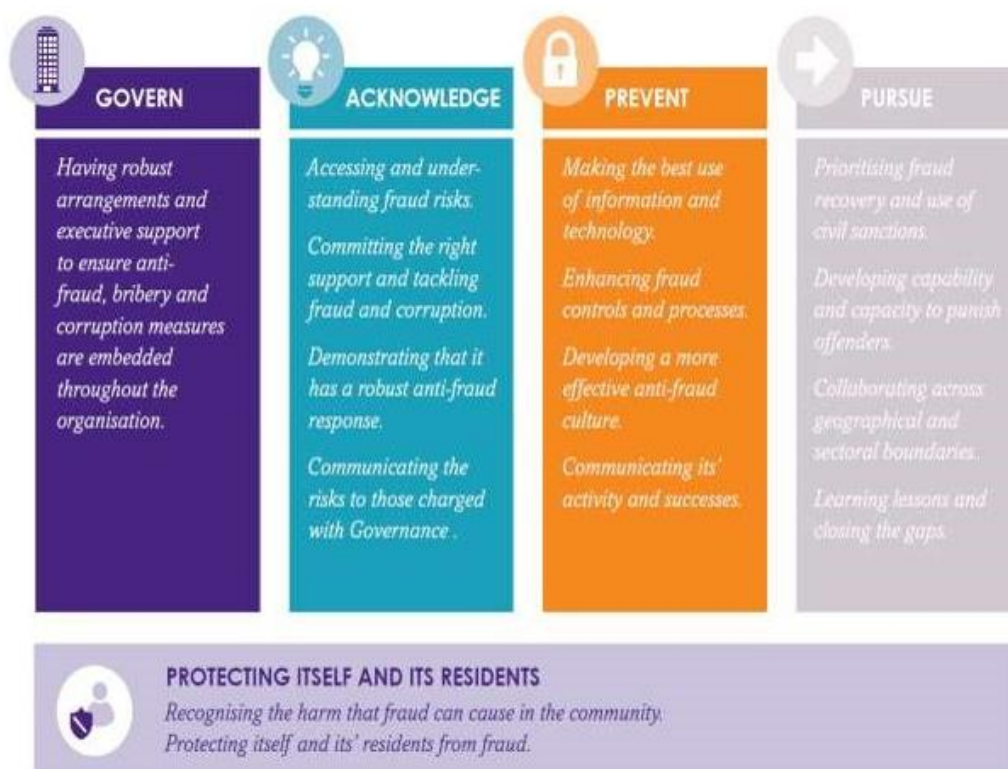 GOVERN
Having robust
arrangements and
executive support
to ensure anti-
fraud, bribery and
corruption measures
are embedded
throughout the
organisation.
ACKNOWLEDGE
Accessing and under-
standing fraud risks.
Committing the right
support and tackling
fraud and corruption.
Demonstrating that it
has a robust anti-fraud
response.
Communicating the
risks to those charged
with Governance .
PREVENT
Making the best use
of information and
technology.
Enhancing fraud
controls and processes.
Developing a more
effective anti-fraud
culture.
Communicating its'
activity and successes.
PURSUE
Prioritising fraud
recovery and use of
civil sanctions.
Developing capability
and capacity to punish
offenders.
Collaborating across
geographical and
sectoral boundaries.
Learning lessons and
closing the gaps.
PROTECTING ITSELF AND ITS RESIDENTS
Recognising the harm that fraud can cause in the community.
Protecting itself and its' residents from fraud.